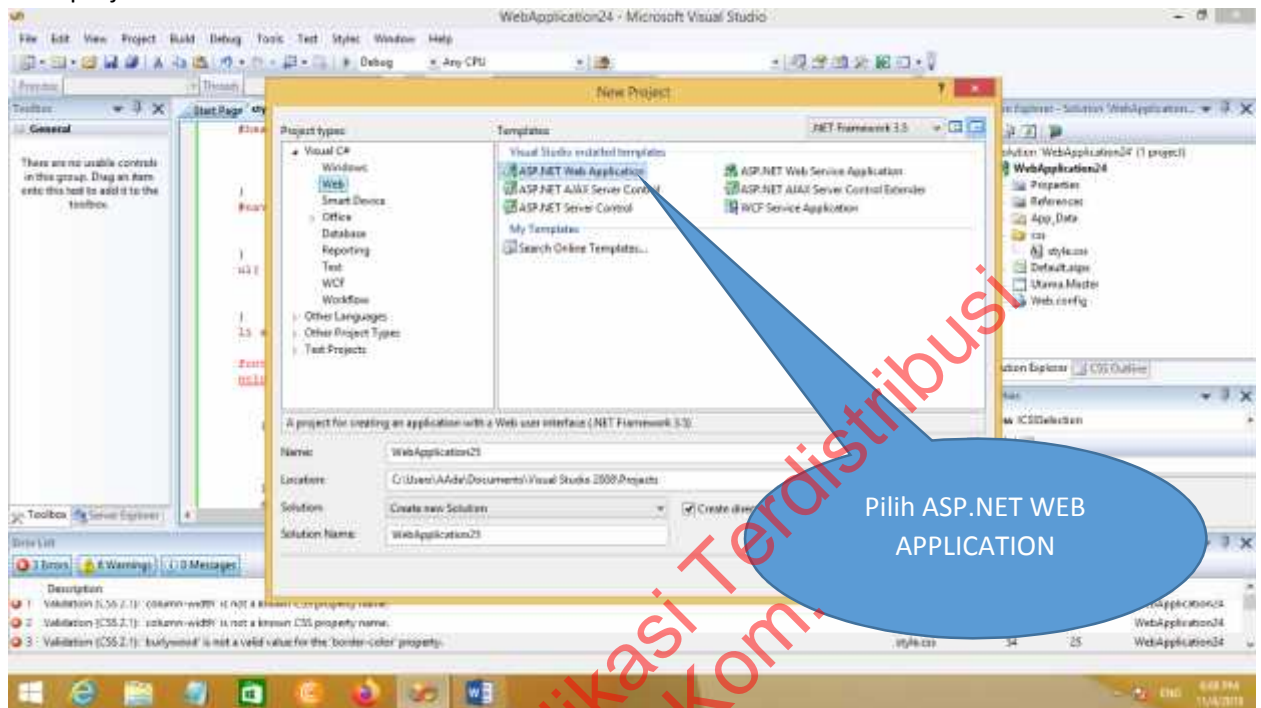 WebApplication24 - Microsoft Visual Studio
File Edit View Project Build Debug Tools Test Styles Window Help
Debug Any CPU
New Project
Toolbox
Start Page
General
There are no usable controls
in this group. Drag an item
onto this text to add it to the
toolbox.
Project types:
Templates:
.NET Framework 3.5
Visual C#
Windows
Web
Smart Device
Office
Database
Reporting
Test
WCF
Workflow
Other Languages
Other Project Types
Test Projects
Visual Studio installed templates
ASP.NET Web Application
ASP.NET Web Service Application
ASP.NET AJAX Server Control
ASP.NET AJAX Server Control Extender
ASP.NET Server Control
WCF Service Application
My Templates
Search Online Templates...
A project for creating an application with a Web user interface (.NET Framework 3.5)
Name: WebApplication25
Location: C:\Users\AAde\Documents\Visual Studio 2008\Projects
Solution: Create new Solution
Create direc
Solution Name: WebApplication25
Solution 'WebApplication24' (1 project)
WebApplication24
Properties
References
App_Data
css
style.css
Default.aspx
Utama.Master
Web.config
CSS Outline
Pilih ASP.NET WEB
APPLICATION
Toolbox Server Explorer
Error List
3 Errors 6 Warnings 0 Messages
Description
1 Validation (CSS 2.1): 'column-width' is not a known CSS property name.
WebApplication24
2 Validation (CSS 2.1): 'column-width' is not a known CSS property name.
WebApplication24
3 Validation (CSS 2.1): 'burlywood' is not a valid value for the 'border-color' property.
style.css 34 25 WebApplication24
ikasi Terdistribusi
kom.
ENG